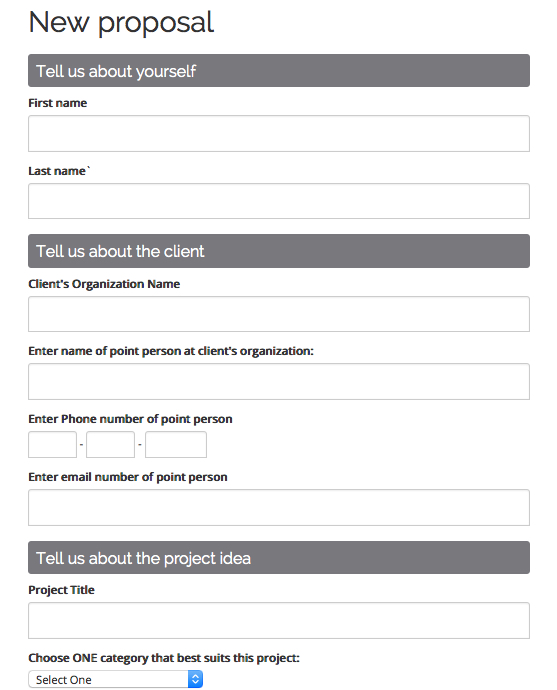 New proposal
Tell us about yourself
First name
Last name`
Tell us about the client
Client's Organization Name
Enter name of point person at client's organization:
Enter Phone number of point person
- -
Enter email number of point person
Tell us about the project idea
Project Title
Choose ONE category that best suits this project:
Select One